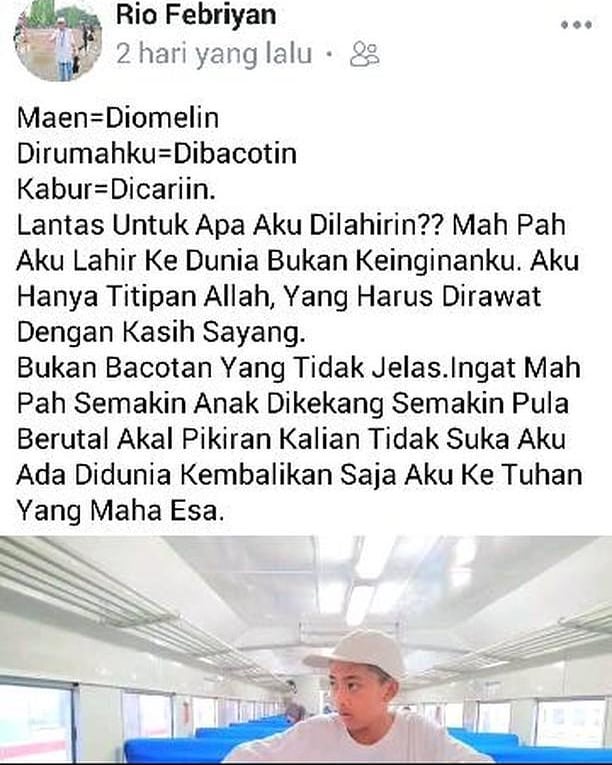 Rio Febriyan
2 hari yang lalu ·
Maen=Diomelin
Dirumahku=Dibacotin
Kabur=Dicariin.
Lantas Untuk Apa Aku Dilahirin?? Mah Pah
Aku Lahir Ke Dunia Bukan Keinginanku. Aku
Hanya Titipan Allah, Yang Harus Dirawat
Dengan Kasih Sayang.
Bukan Bacotan Yang Tidak Jelas.Ingat Mah
Pah Semakin Anak Dikekang Semakin Pula
Berutal Akal Pikiran Kalian Tidak Suka Aku
Ada Didunia Kembalikan Saja Aku Ke Tuhan
Yang Maha Esa.